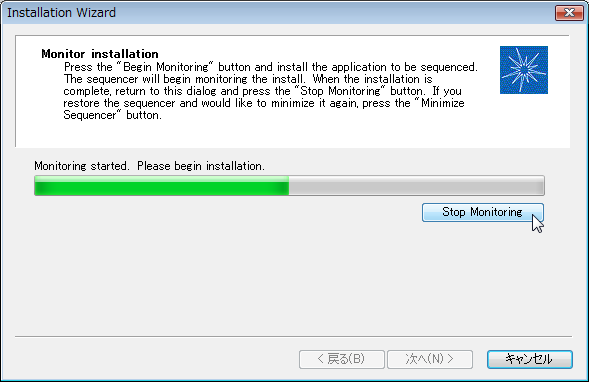 Installation Wizard
Monitor installation
Press the "Begin Monitoring" button and install the application to be sequenced.
The sequencer will begin monitoring the install. When the installation is
complete, return to this dialog and press the "Stop Monitoring" button. If you
restore the sequencer and would like to minimize it again, press the "Minimize
Sequencer" button.
Monitoring started. Please begin installation.
Stop Monitoring
< 戻る(B)
次へ(N) >
キャンセル